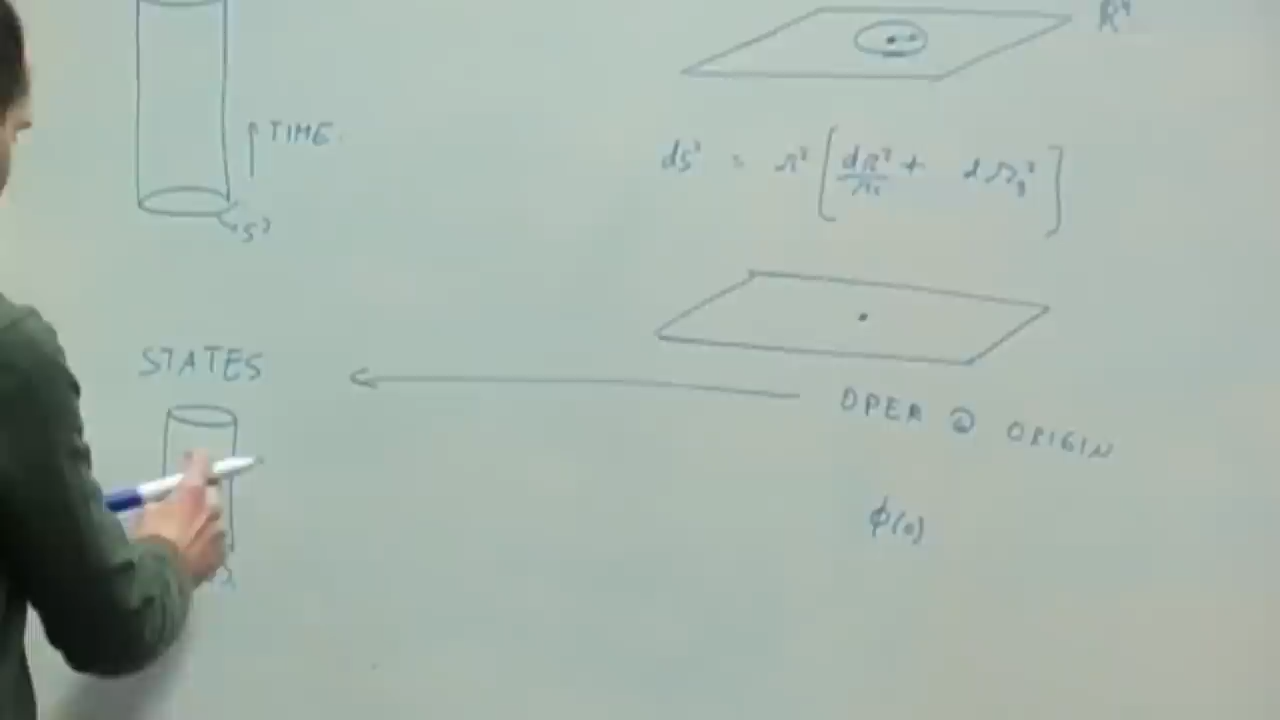 R⁴
TIME
S³
ds² = r² [ dr²/r² + dΩ₃² ]
STATES
OPER @ ORIGIN
φ(0)